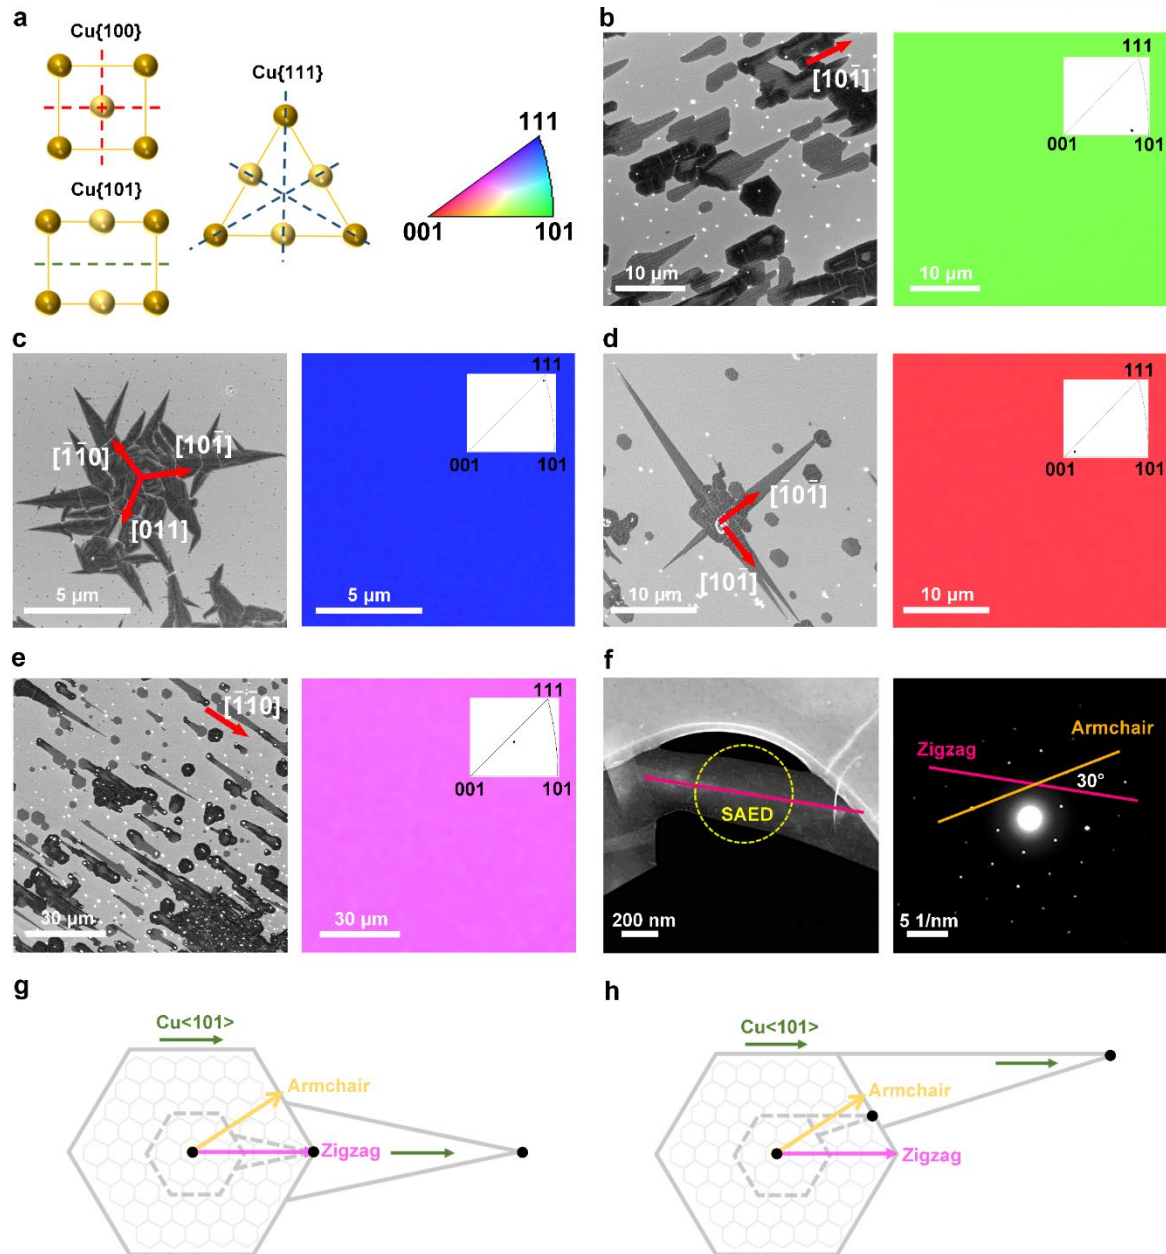 a
Cu{100}
Cu{101}
Cu{111}
111
001
101
b
[101̄]
10 µm
111
001
101
10 µm
c
[1̄1̄0]
[101̄]
[011]
5 µm
111
001
101
5 µm
d
[1̄01̄]
[101̄]
10 µm
111
001
101
10 µm
e
[1̄1̄0]
30 µm
111
001
101
30 µm
f
SAED
200 nm
Armchair
Zigzag
30°
5 1/nm
g
Cu<101>
Armchair
Zigzag
h
Cu<101>
Armchair
Zigzag